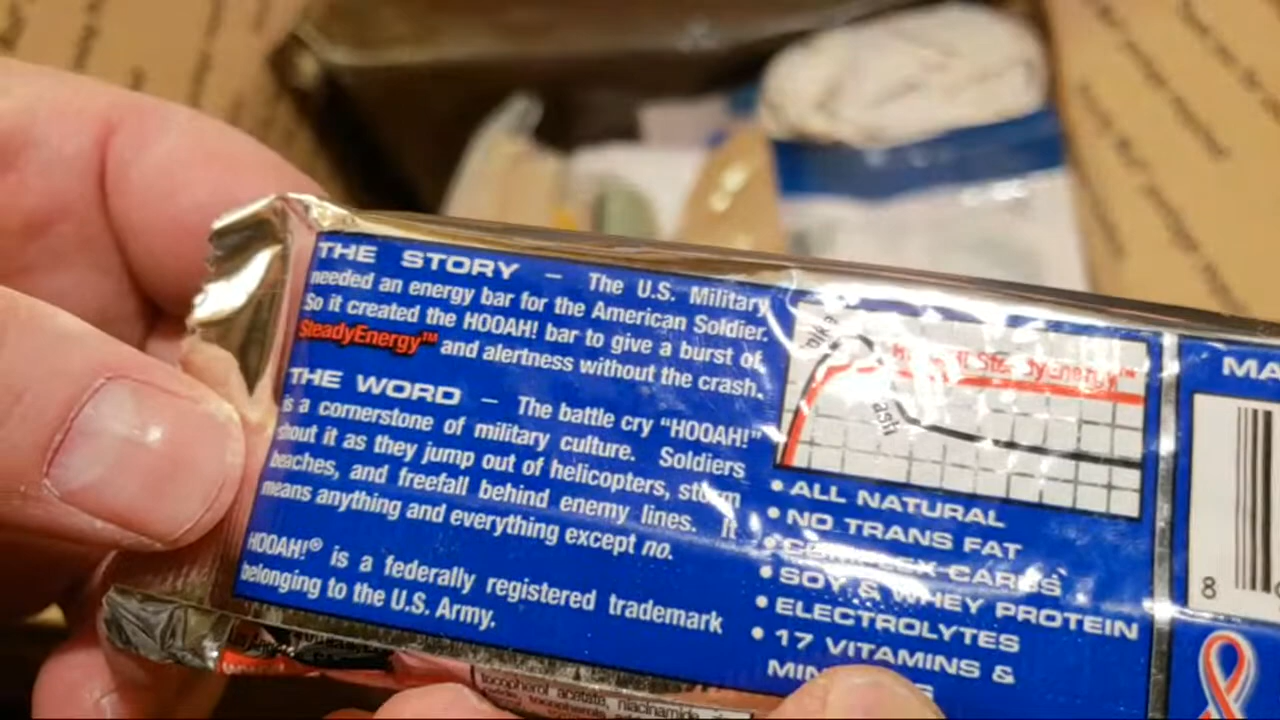 THE STORY – The U.S. Military
needed an energy bar for the American Soldier.
So it created the HOOAH! bar to give a burst of
SteadyEnergy™ and alertness without the crash.
THE WORD – The battle cry “HOOAH!”
is a cornerstone of military culture. Soldiers
shout it as they jump out of helicopters, storm
beaches, and freefall behind enemy lines. It
means anything and everything except no.
HOOAH!® is a federally registered trademark
belonging to the U.S. Army.
SteadyEnergy™
• ALL NATURAL
• NO TRANS FAT
• COMPLEX CARBS
• SOY & WHEY PROTEIN
• ELECTROLYTES
• 17 VITAMINS &
MA
8
tocopherol acetate, niacinamide,